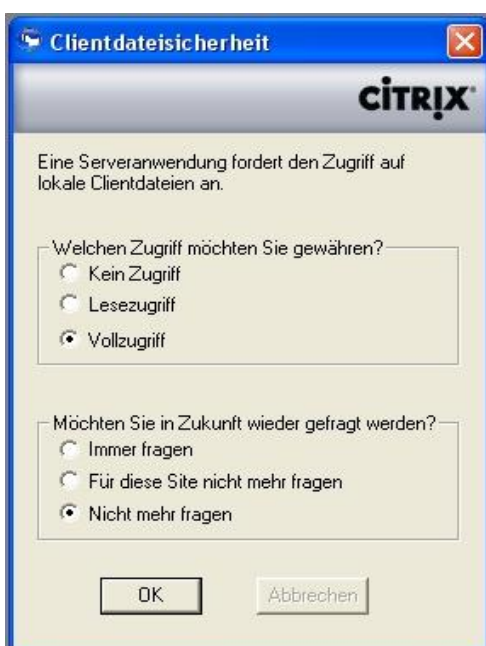 Clientdateisicherheit
CİTRIX
Eine Serveranwendung fordert den Zugriff auf
lokale Clientdateien an.
Welchen Zugriff möchten Sie gewähren?
Kein Zugriff
Lesezugriff
Vollzugriff
Möchten Sie in Zukunft wieder gefragt werden?
Immer fragen
Für diese Site nicht mehr fragen
Nicht mehr fragen
OK
Abbrechen